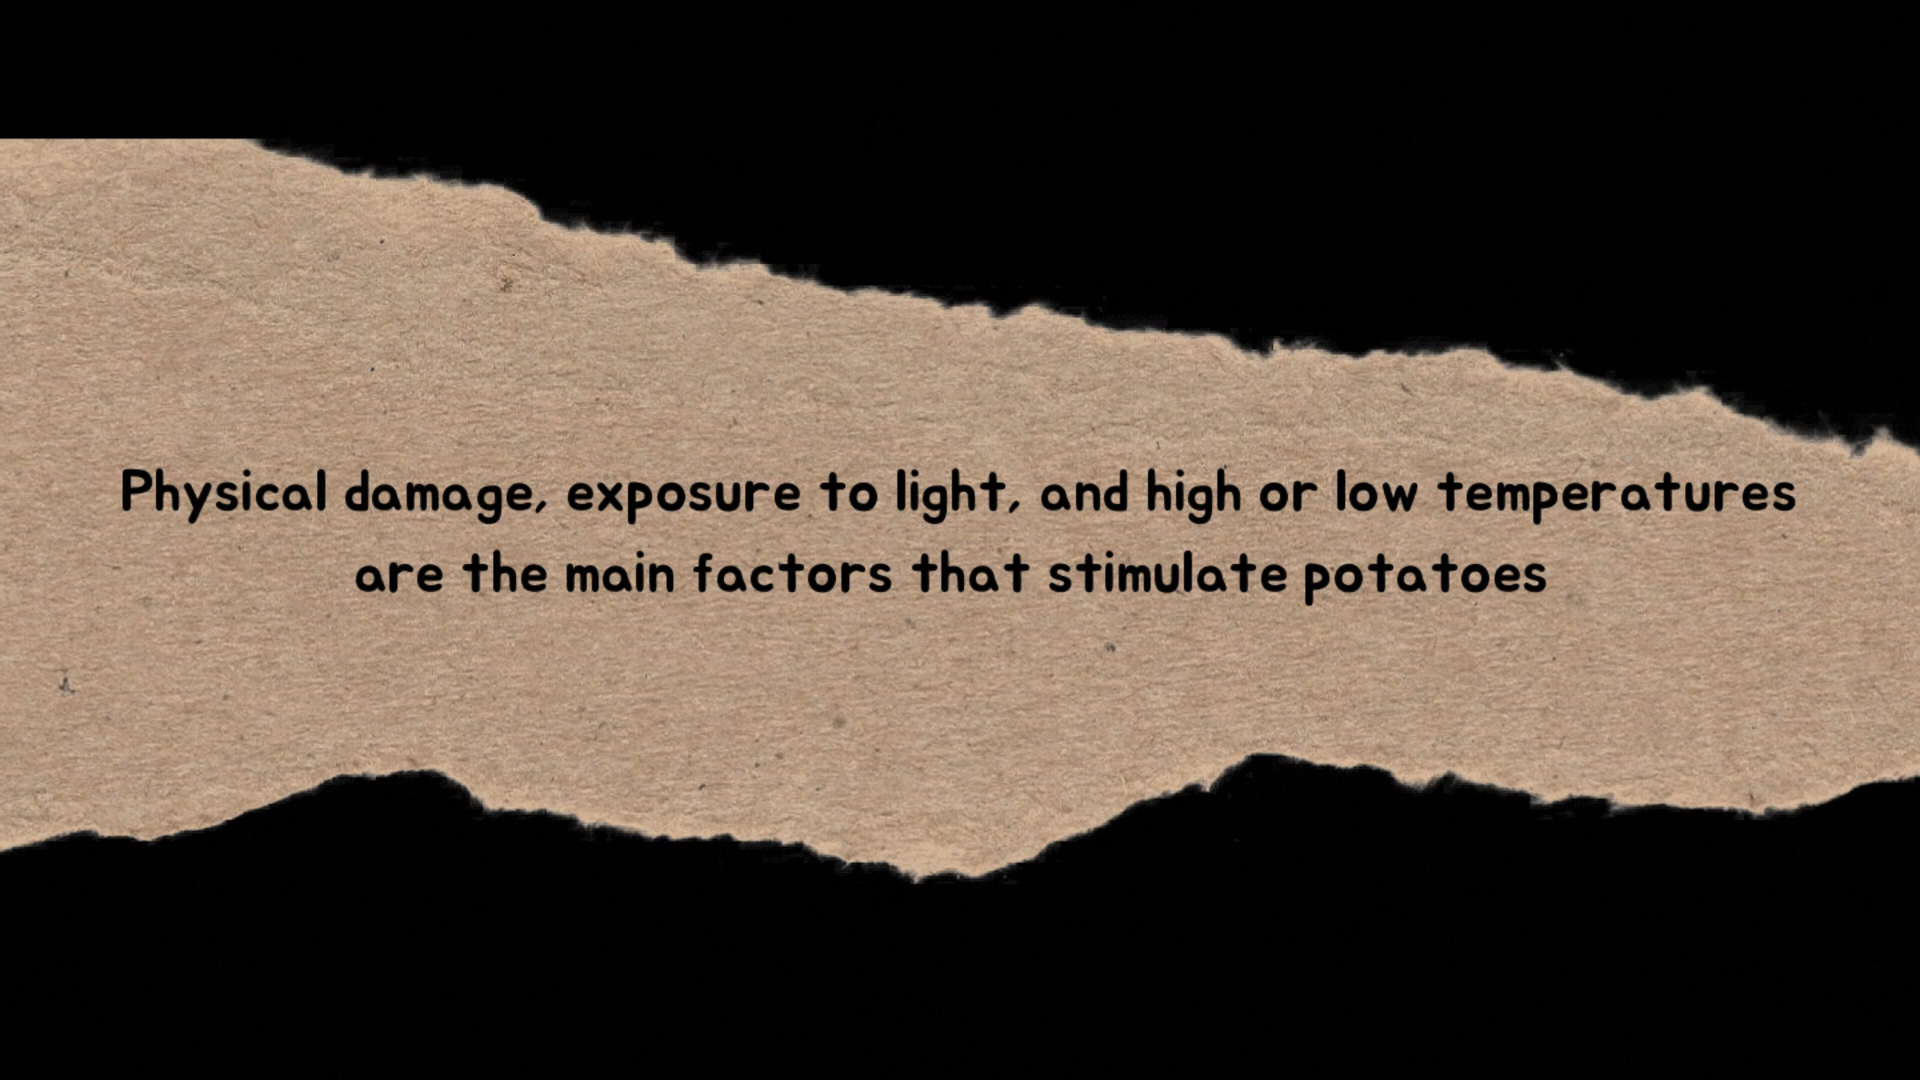 Physical damage, exposure to light, and high or low temperatures
are the main factors that stimulate potatoes